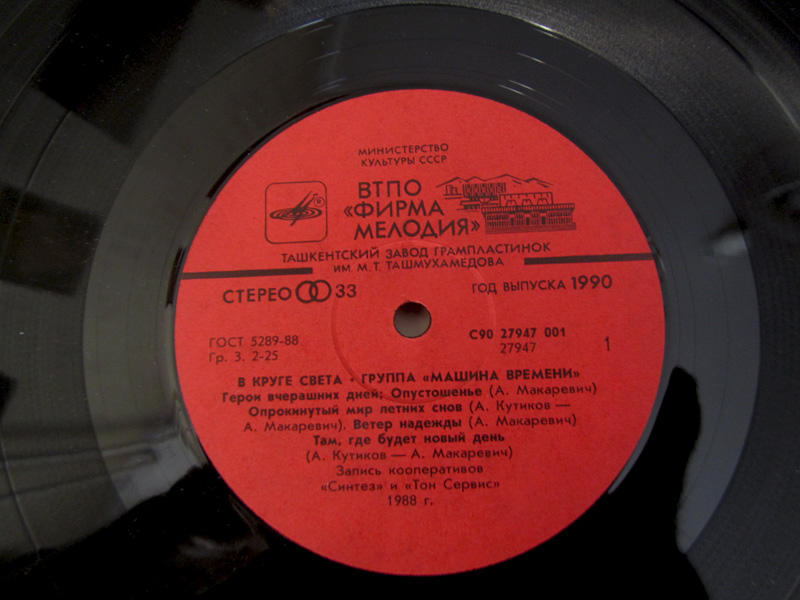 МИНИСТЕРСТВО
КУЛЬТУРЫ СССР
ВТПО
«ФИРМА
МЕЛОДИЯ»
ТАШКЕНТСКИЙ ЗАВОД ГРАМПЛАСТИНОК
ИМ. М. Т. ТАШМУХАМЕДОВА
СТЕРЕО 33
ГОД ВЫПУСКА 1990
ГОСТ 5289-88
Гр. 3. 2-25
С90 27947 001
27947
1
В КРУГЕ СВЕТА • ГРУППА «МАШИНА ВРЕМЕНИ»
Герои вчерашних дней; Опустошенье (А. Макаревич)
Опрокинутый мир летних снов (А. Кутиков —
А. Макаревич). Ветер надежды (А. Макаревич)
Там, где будет новый день
(А. Кутиков — А. Макаревич)
Запись кооперативов
«Синтез» и «Тон Сервис»
1988 г.